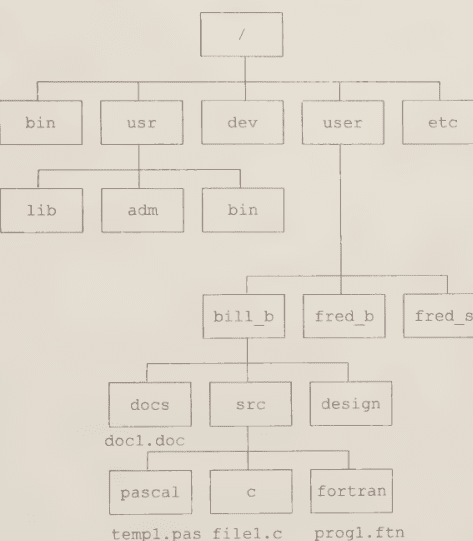 /
bin usr dev user etc
lib adm bin
bill_b fred_b fred_s
docs src design
doc1.doc
pascal c fortran
temp1.pas file1.c prog1.ftn